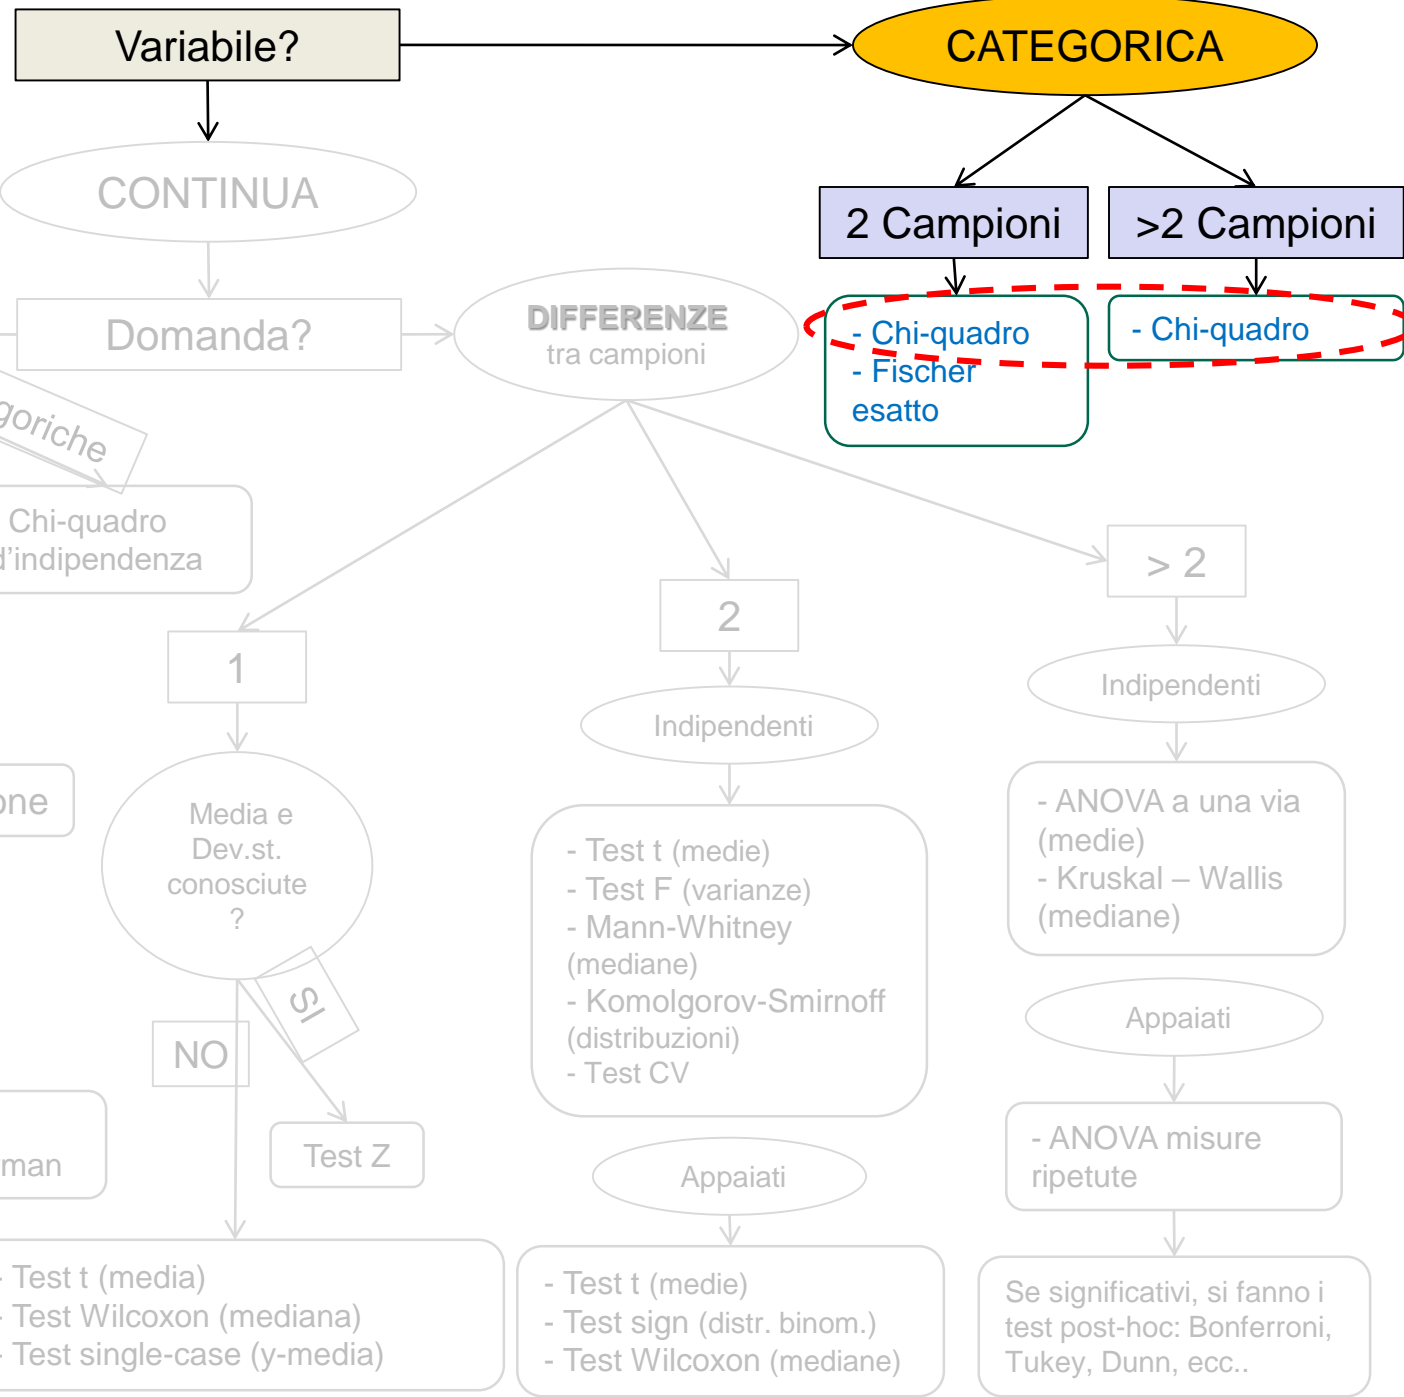 Variabile?
CATEGORICA
CONTINUA
2 Campioni
>2 Campioni
Domanda?
DIFFERENZE
tra campioni
- Chi-quadro
- Fischer
esatto
- Chi-quadro
goriche
Chi-quadro
d'indipendenza
1
2
> 2
Indipendenti
Indipendenti
one
Media e
Dev.st.
conosciute
?
- Test t (medie)
- Test F (varianze)
- Mann-Whitney
(mediane)
- Komolgorov-Smirnoff
(distribuzioni)
- Test CV
- ANOVA a una via
(medie)
- Kruskal – Wallis
(mediane)
SI
NO
Appaiati
rman
Test Z
Appaiati
- ANOVA misure
ripetute
- Test t (media)
- Test Wilcoxon (mediana)
- Test single-case (y-media)
- Test t (medie)
- Test sign (distr. binom.)
- Test Wilcoxon (mediane)
Se significativi, si fanno i
test post-hoc: Bonferroni,
Tukey, Dunn, ecc..